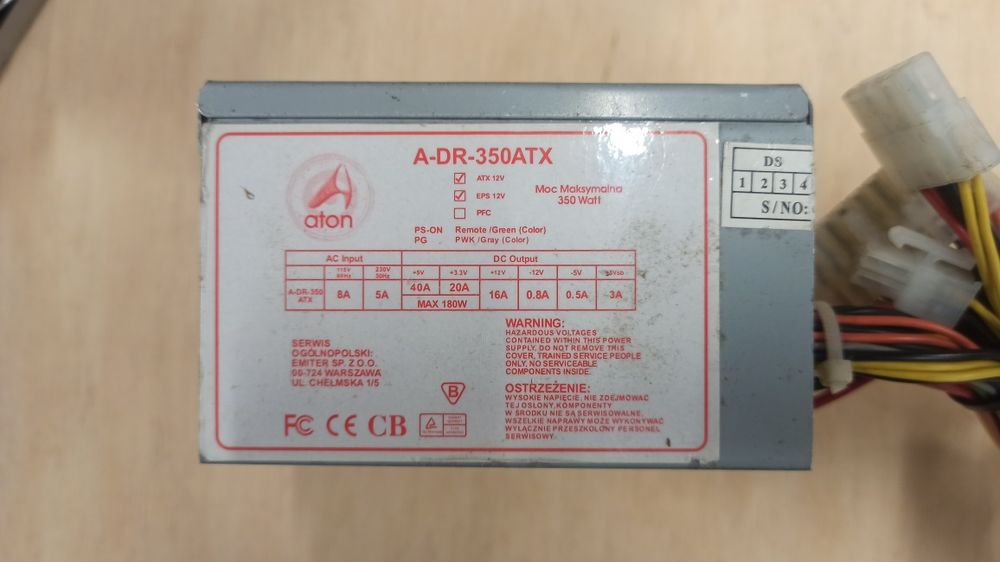 A-DR-350ATX
ATX 12V
EPS 12V
PFC
Moc Maksymalna
350 Watt
aton
PS-ON Remote /Green (Color)
PG PWK /Gray (Color)
AC Input DC Output
115V 60Hz 230V 50Hz +5V +3.3V +12V -12V -5V +5VSB
A-DR-350 ATX 8A 5A 40A 20A 16A 0.8A 0.5A 3A
MAX 180W
SERWIS
OGÓLNOPOLSKI:
EMITER SP. Z O.O.
00-724 WARSZAWA
UL. CHEŁMSKA 1/5
WARNING:
HAZARDOUS VOLTAGES
CONTAINED WITHIN THIS POWER
SUPPLY. DO NOT REMOVE THIS
COVER, TRAINED SERVICE PEOPLE
ONLY, NO SERVICEABLE
COMPONENTS INSIDE.
OSTRZEŻENIE:
WYSOKIE NAPIĘCIE, NIE ZDEJMOWAĆ
TEJ OSŁONY, KOMPONENTY
W ŚRODKU NIE SĄ SERWISOWALNE,
WSZELKIE NAPRAWY MOŻE WYKONYWAĆ
WYŁĄCZNIE PRZESZKOLONY PERSONEL
SERWISOWY.
B
FC CE CB
DS
1 2 3 4
S/NO: